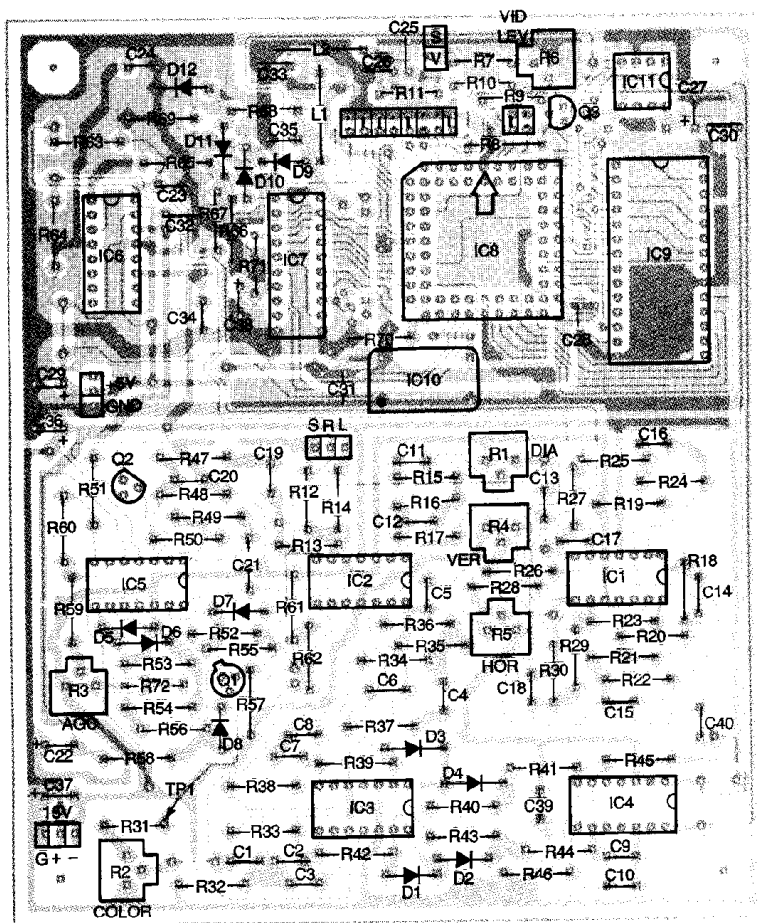 VID
LEV
C24
D12
C33
L2
C26
C25
S
V
R7
R6
IC11
C27
R10
R11
R9
Q3
C30
R69
R68
L1
R63
D11
C35
R8
R65
D10
D9
C23
R67
R66
C32
R64
IC6
R71
IC7
IC8
IC9
C34
C38
R70
C28
C29
+5V
GND
C31
IC10
C36
S R L
Q2
R47
C19
C11
R1
DIA
C16
R51
C20
R48
R12
R14
R15
C13
R25
R24
R60
R49
R16
R27
R19
C12
R4
R50
R13
R17
VER
C17
C21
R26
R18
IC5
IC2
IC1
R59
R61
C5
R28
C14
D7
D5
D6
R52
R36
R5
R23
R20
R55
R35
R29
R53
R62
R34
HOR
R30
R21
R3
R72
Q1
R57
C6
C4
C18
R22
AGC
R54
C15
R56
D8
C8
R37
C40
C22
R58
C7
D3
R39
R45
C37
TP1
R38
D4
R41
15V
IC3
R40
C39
IC4
R31
R33
R43
G + -
R2
C1
C2
R42
R44
C9
R32
C3
D1
D2
R46
C10
COLOR